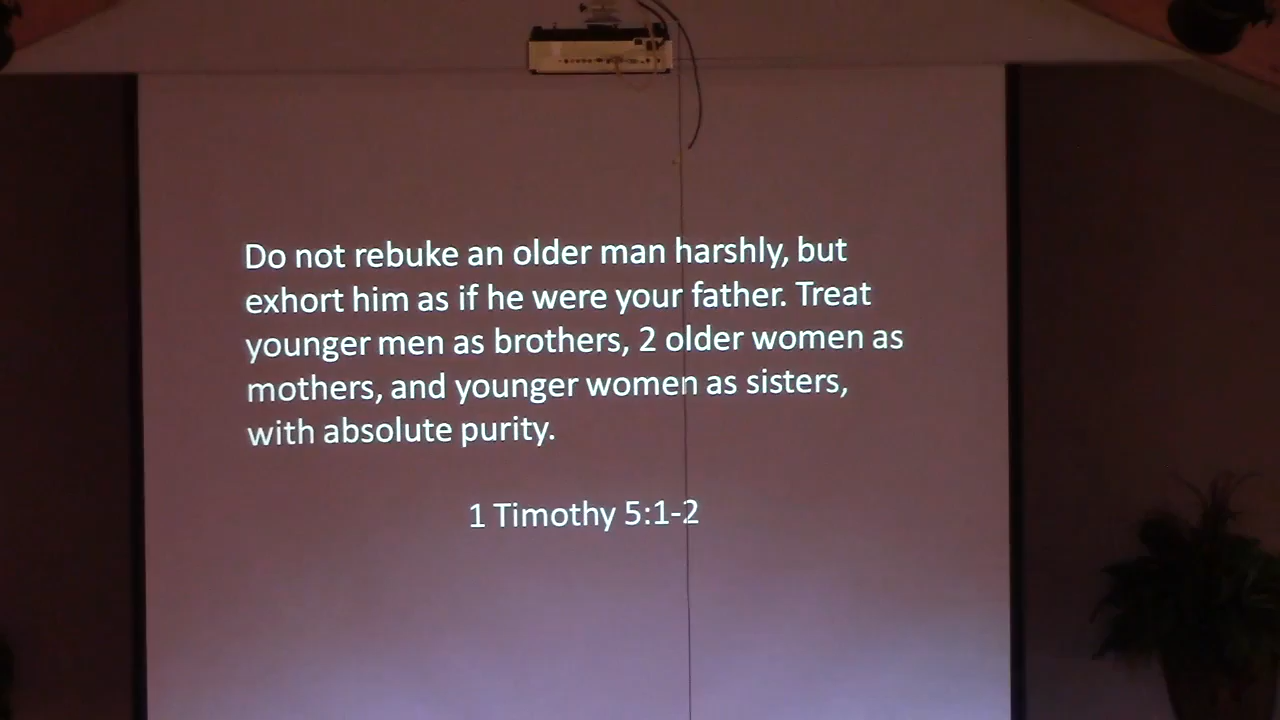 Do not rebuke an older man harshly, but
exhort him as if he were your father. Treat
younger men as brothers, 2 older women as
mothers, and younger women as sisters,
with absolute purity.
1 Timothy 5:1-2